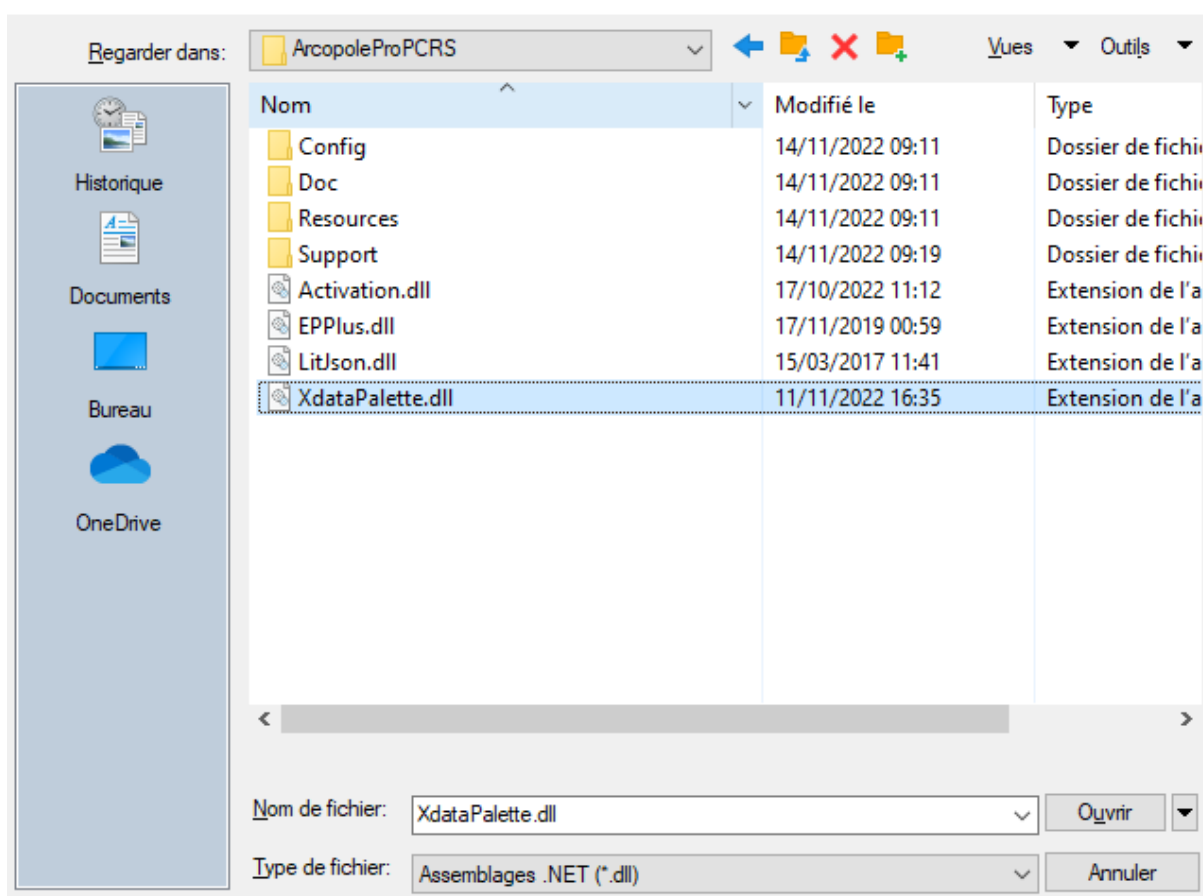 Regarder dans: ArcopoleProPCRS Vues Outils
Nom Modifié le Type
Config 14/11/2022 09:11 Dossier de fichi
Doc 14/11/2022 09:11 Dossier de fichi
Resources 14/11/2022 09:11 Dossier de fichi
Support 14/11/2022 09:19 Dossier de fichi
Activation.dll 17/10/2022 11:12 Extension de l'a
EPPlus.dll 17/11/2019 00:59 Extension de l'a
LitJson.dll 15/03/2017 11:41 Extension de l'a
XdataPalette.dll 11/11/2022 16:35 Extension de l'a
Historique
Documents
Bureau
OneDrive
Nom de fichier: XdataPalette.dll Ouvrir
Type de fichier: Assemblages .NET (*.dll) Annuler